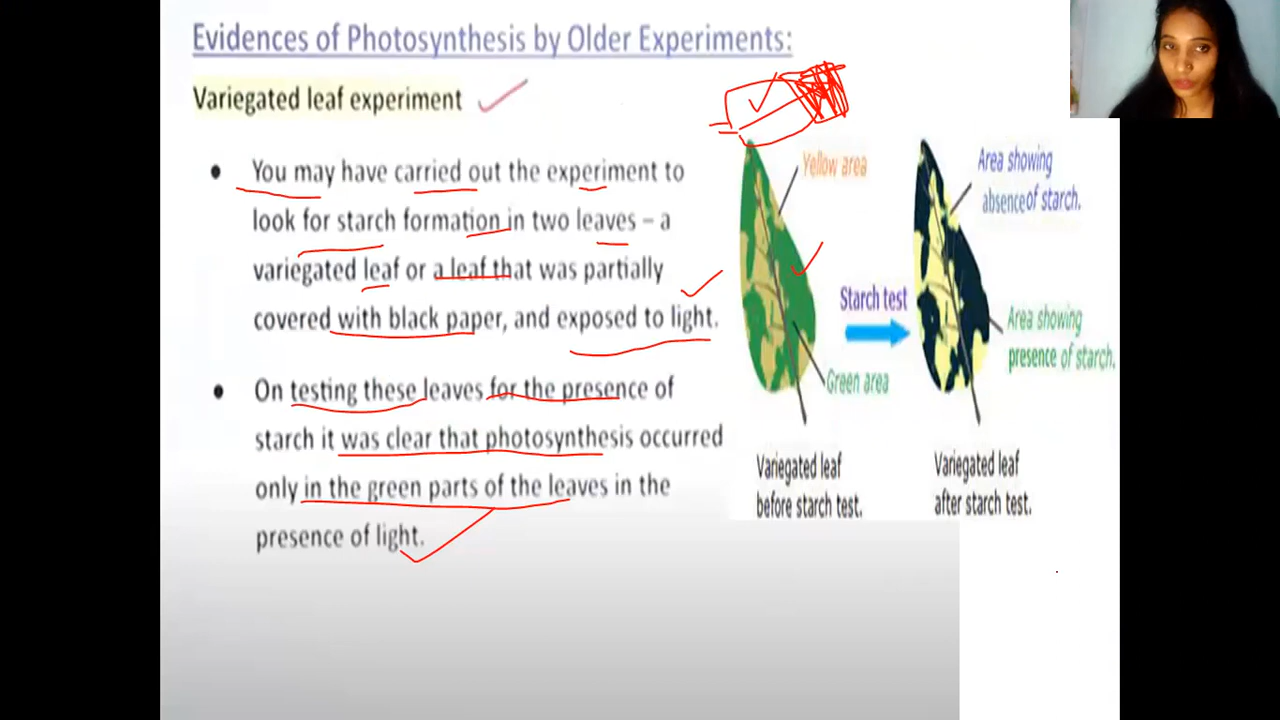 Evidences of Photosynthesis by Older Experiments:
Variegated leaf experiment
• You may have carried out the experiment to
look for starch formation in two leaves – a
variegated leaf or a leaf that was partially
covered with black paper, and exposed to light.
• On testing these leaves for the presence of
starch it was clear that photosynthesis occurred
only in the green parts of the leaves in the
presence of light.
Yellow area
Green area
Variegated leaf
before starch test.
Starch test
Area showing
absence of starch.
Area showing
presence of starch.
Variegated leaf
after starch test.